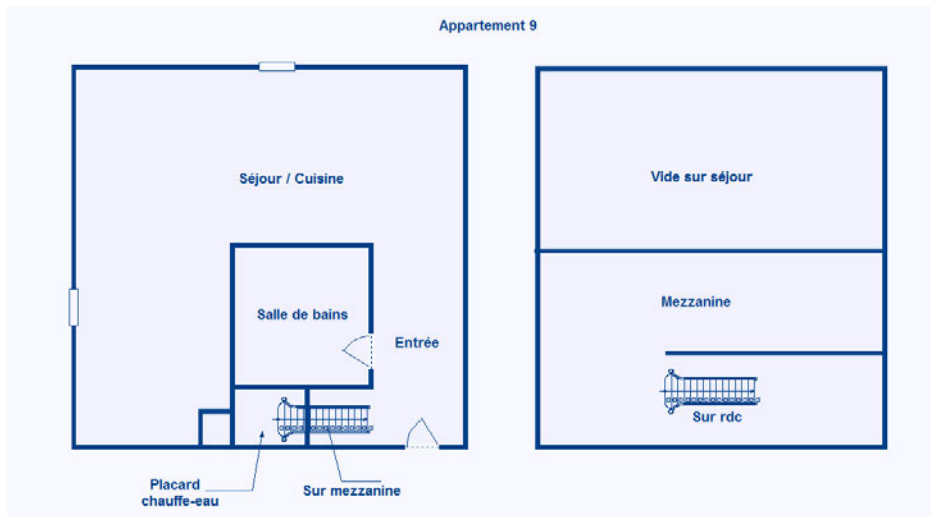 Appartement 9
Séjour / Cuisine
Vide sur séjour
Salle de bains
Mezzanine
Entrée
Sur rdc
Placard
chauffe-eau
Sur mezzanine